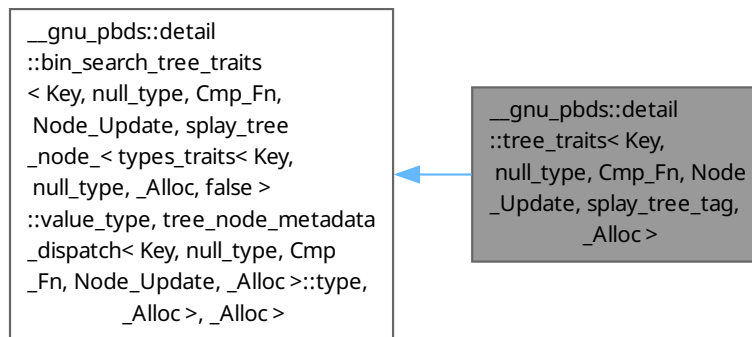 __gnu_pbds::detail
::bin_search_tree_traits
< Key, null_type, Cmp_Fn,
Node_Update, splay_tree
_node_< types_traits< Key,
null_type, _Alloc, false >
::value_type, tree_node_metadata
_dispatch< Key, null_type, Cmp
_Fn, Node_Update, _Alloc >::type,
_Alloc >, _Alloc >
__gnu_pbds::detail
::tree_traits< Key,
null_type, Cmp_Fn, Node
_Update, splay_tree_tag,
_Alloc >